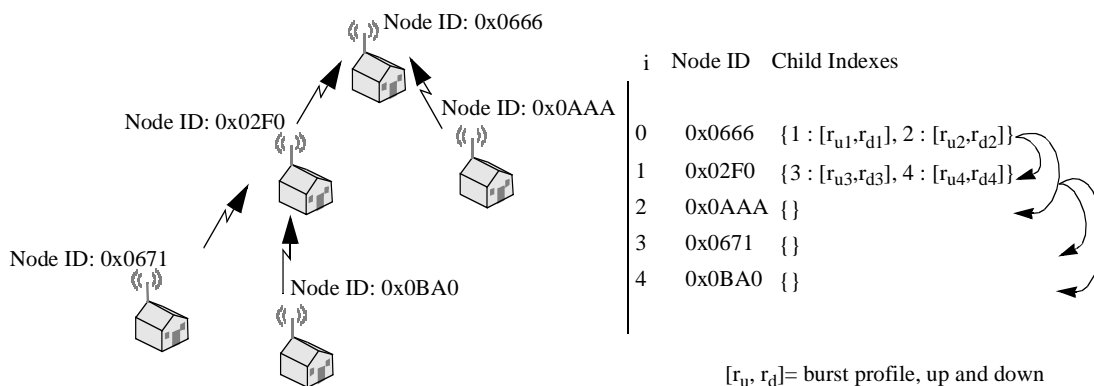 Node ID: 0x0666
Node ID: 0x0AAA
Node ID: 0x02F0
Node ID: 0x0671
Node ID: 0x0BA0
i Node ID Child Indexes
0 0x0666 {1 : [ru1,rd1], 2 : [ru2,rd2]}
1 0x02F0 {3 : [ru3,rd3], 4 : [ru4,rd4]}
2 0x0AAA {}
3 0x0671 {}
4 0x0BA0 {}
[ru, rd]= burst profile, up and down